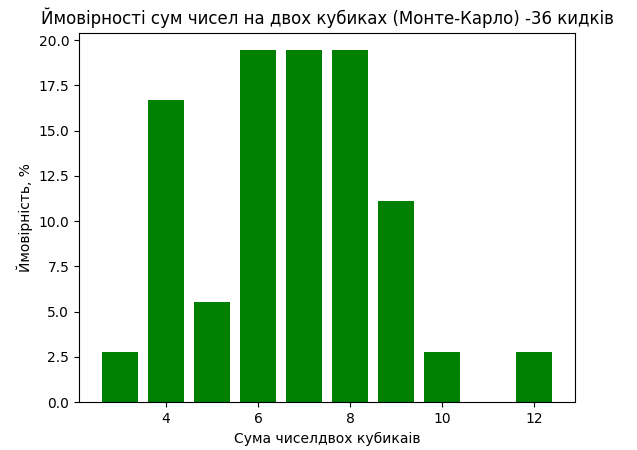 Ймовірності сум чисел на двох кубиках (Монте-Карло) -36 кидків
20.0
17.5
15.0
12.5
10.0
7.5
5.0
2.5
0.0
Ймовірність, %
4 6 8 10 12
Сума чиселдвох кубикаів